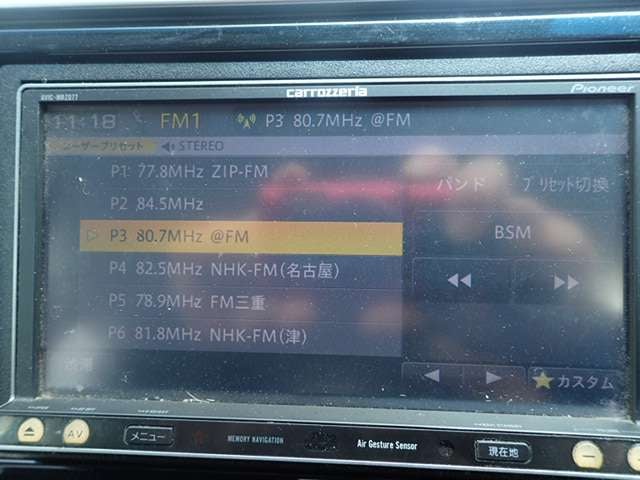 carrozzeria
Pioneer
AVIC-MRZ077
11:18 FM1 P3 80.7MHz @FM
ユーザープリセット STEREO
P1 77.8MHz ZIP-FM
P2 84.5MHz
P3 80.7MHz @FM
P4 82.5MHz NHK-FM(名古屋)
P5 78.9MHz FM三重
P6 81.8MHz NHK-FM(津)
バンド プリセット切換
BSM
カスタム
AV
メニュー
MEMORY NAVIGATION
Air Gesture Sensor
現在地